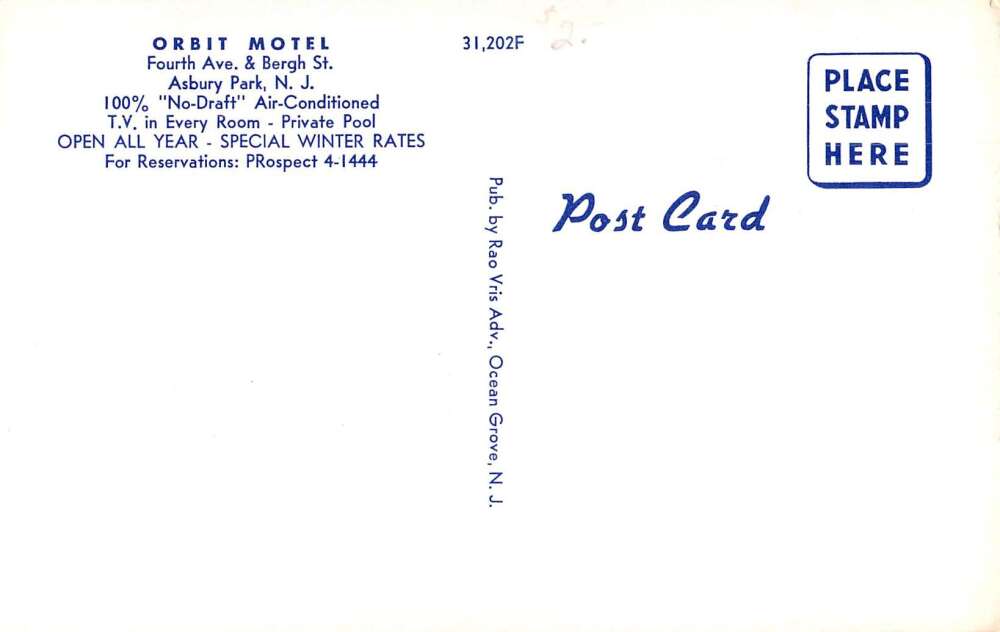 ORBIT MOTEL
Fourth Ave. & Bergh St.
Asbury Park, N. J.
100% "No-Draft" Air-Conditioned
T.V. in Every Room - Private Pool
OPEN ALL YEAR - SPECIAL WINTER RATES
For Reservations: PRospect 4-1444
31,202F
$2.-
PLACE
STAMP
HERE
Post Card
Pub. by Rao Vris Adv., Ocean Grove, N. J.